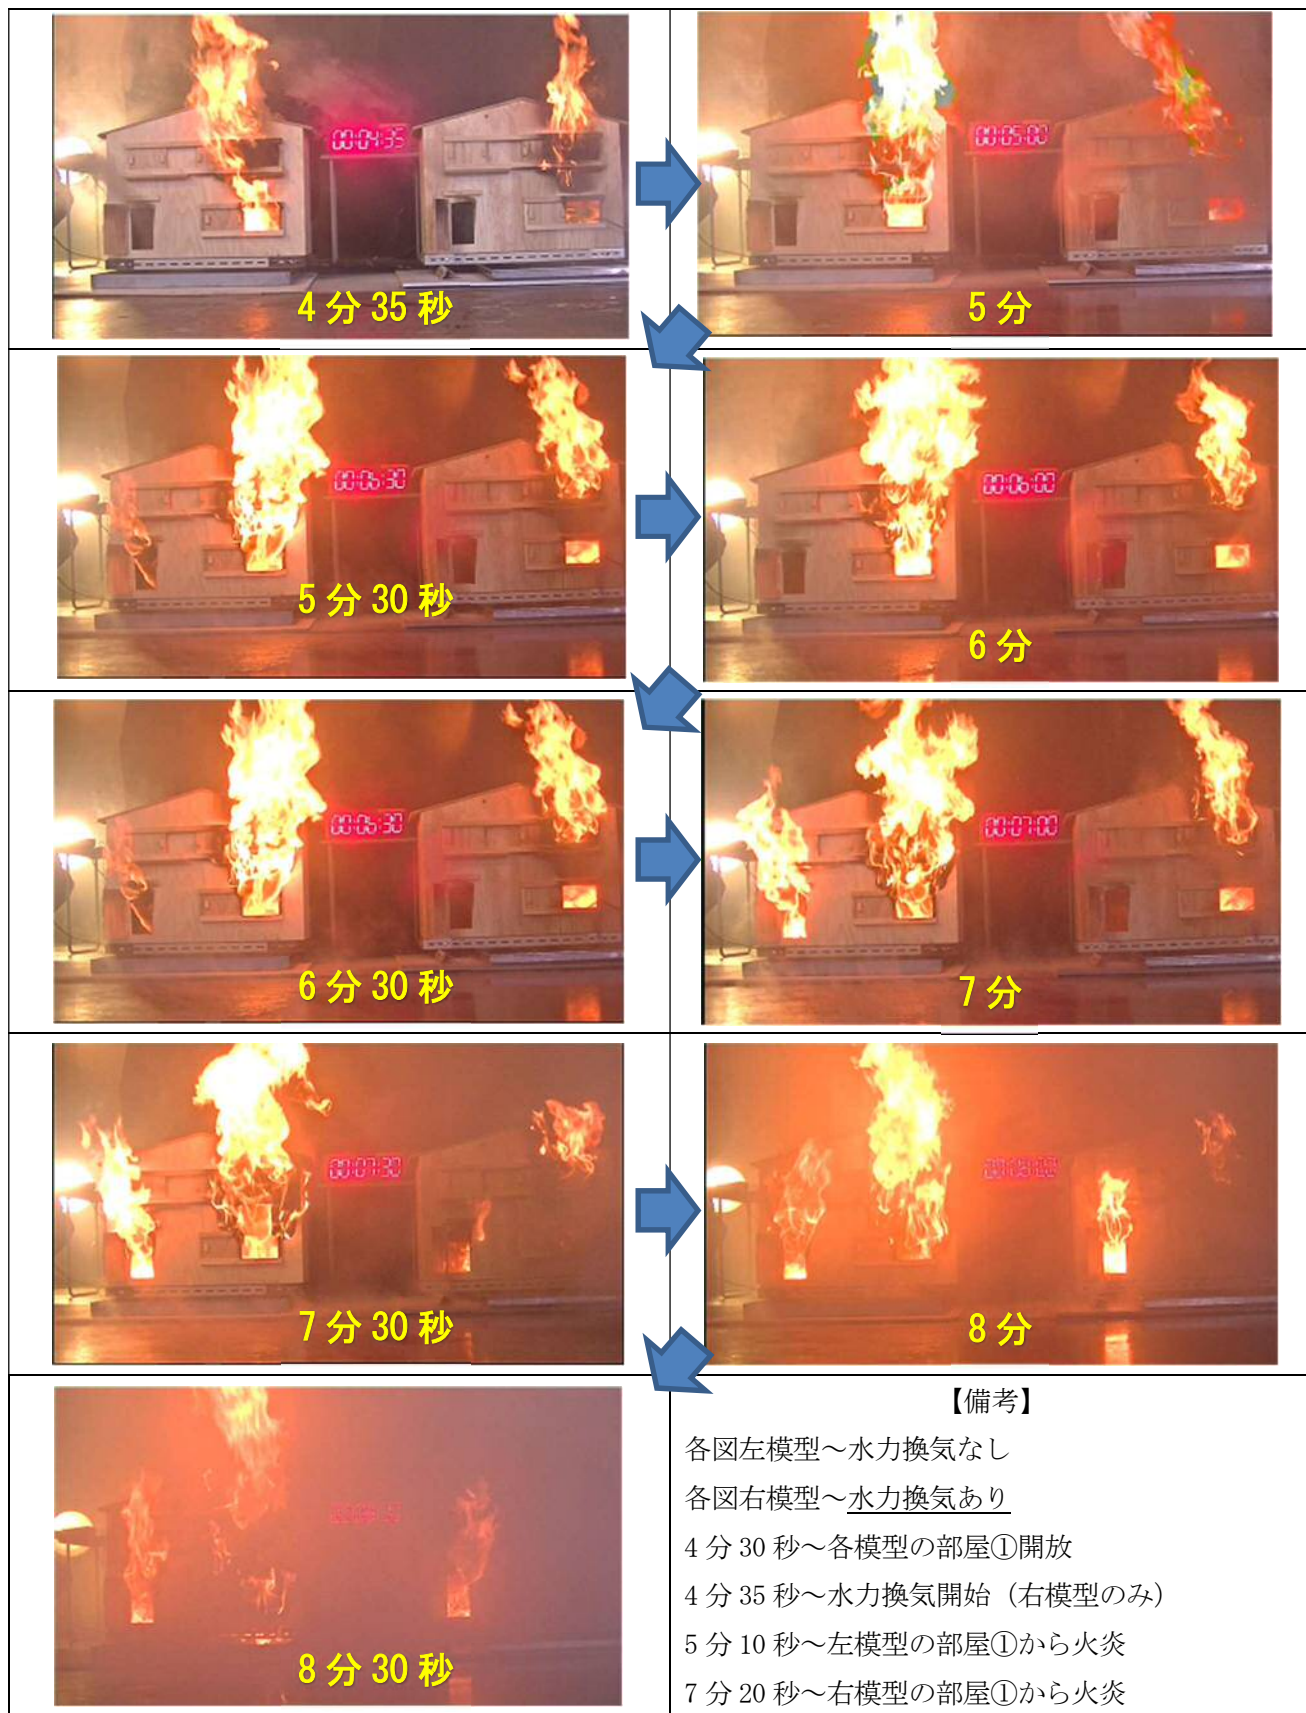 00:04:35
4分35秒
00:05:00
5分
00:06:30
5分30秒
00:06:00
6分
00:06:30
6分30秒
00:07:00
7分
00:07:30
7分30秒
8分
8分30秒
【備考】
各図左模型～水力換気なし
各図右模型～水力換気あり
4分30秒～各模型の部屋①開放
4分35秒～水力換気開始（右模型のみ）
5分10秒～左模型の部屋①から火炎
7分20秒～右模型の部屋①から火炎